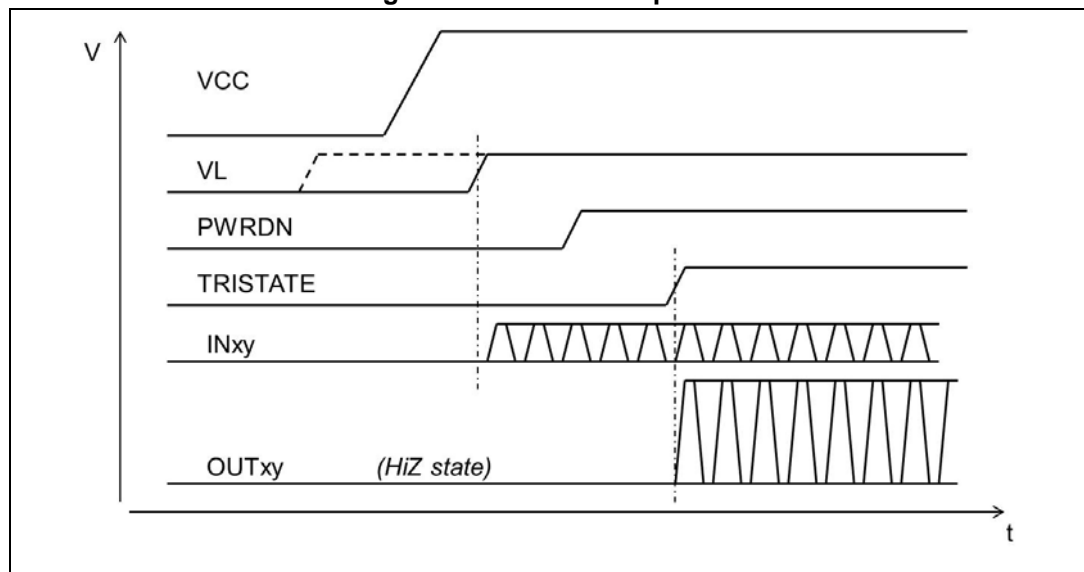 V
VCC
VL
PWRDN
TRISTATE
INxy
OUTxy (HiZ state)
t